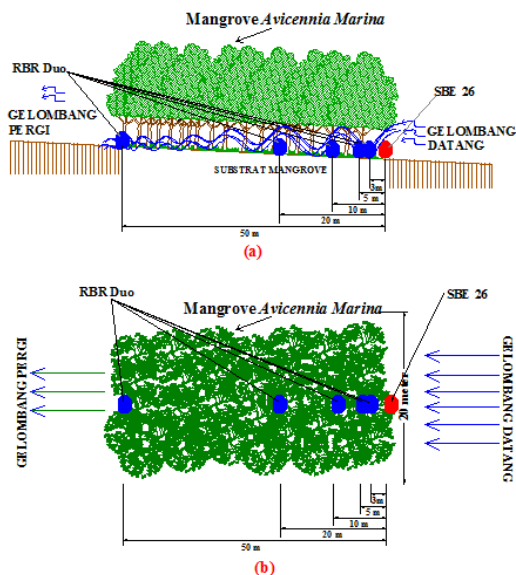 Mangrove Avicennia Marina
RBR Duo
SBE 26
GELOMBANG
PERGI
GELOMBANG
DATANG
SUBSTRAT MANGROVE
3m
5 m
10 m
20 m
50 m
(a)
RBR Duo
SBE 26
Mangrove Avicennia Marina
GELOMBANG PERGI
20 meter
GELOMBANG DATANG
3m
5 m
10 m
20 m
50 m
(b)